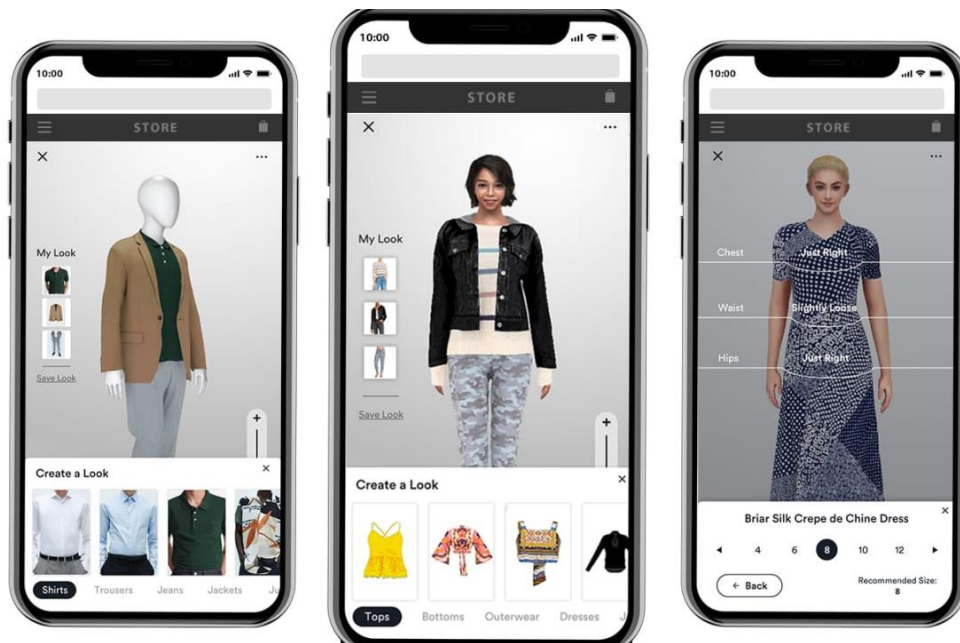 10:00
STORE
My Look
Save Look
Create a Look
Shirts Trousers Jeans Jackets Ju
10:00
STORE
My Look
Save Look
Create a Look
Tops Bottoms Outerwear Dresses J
10:00
STORE
Chest Just Right
Waist Slightly Loose
Hips Just Right
Briar Silk Crepe de Chine Dress
4 6 8 10 12
← Back
Recommended Size:
8